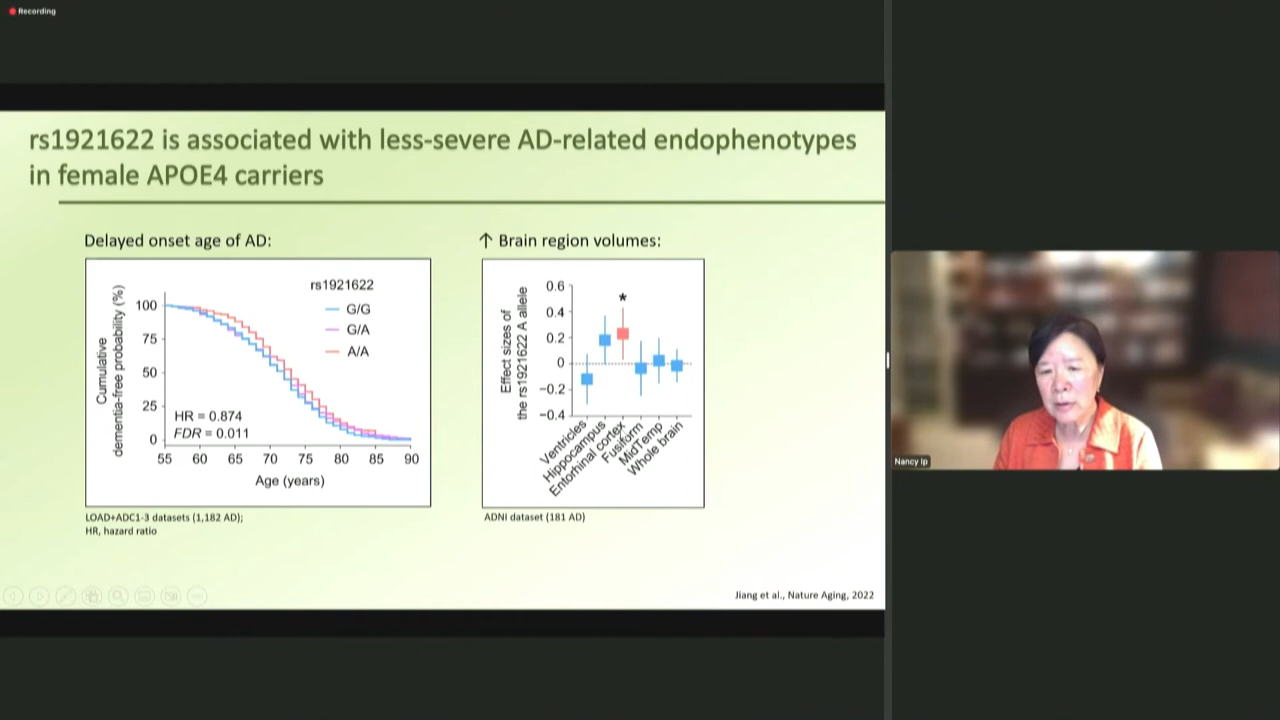 Recording
rs1921622 is associated with less-severe AD-related endophenotypes
in female APOE4 carriers
Delayed onset age of AD:
Cumulative
dementia-free probability (%)
100
75
50
25
0
rs1921622
G/G
G/A
A/A
HR = 0.874
FDR = 0.011
55 60 65 70 75 80 85 90
Age (years)
LOAD+ADC1-3 datasets (1,182 AD);
HR, hazard ratio
↑ Brain region volumes:
Effect sizes of
the rs1921622 A allele
0.6
0.4
0.2
0
−0.2
−0.4
*
Ventricles
Hippocampus
Entorhinal cortex
Fusiform
MidTemp
Whole brain
ADNI dataset (181 AD)
Jiang et al., Nature Aging, 2022
Nancy Ip